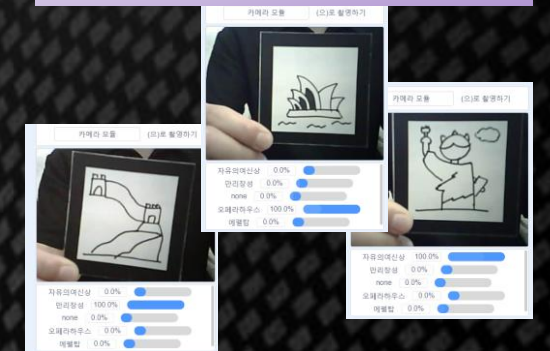 카메라 모듈 (으)로 촬영하기
자유의여신상 0.0%
만리장성 0.0%
none 0.0%
오페라하우스 100.0%
에펠탑 0.0%
카메라 모듈 (으)로 촬영하기
자유의여신상 0.0%
만리장성 100.0%
none 0.0%
오페라하우스 0.0%
에펠탑 0.0%
카메라 모듈 (으)로 촬영하기
자유의여신상 100.0%
만리장성 0.0%
none 0.0%
오페라하우스 0.0%
에펠탑 0.0%